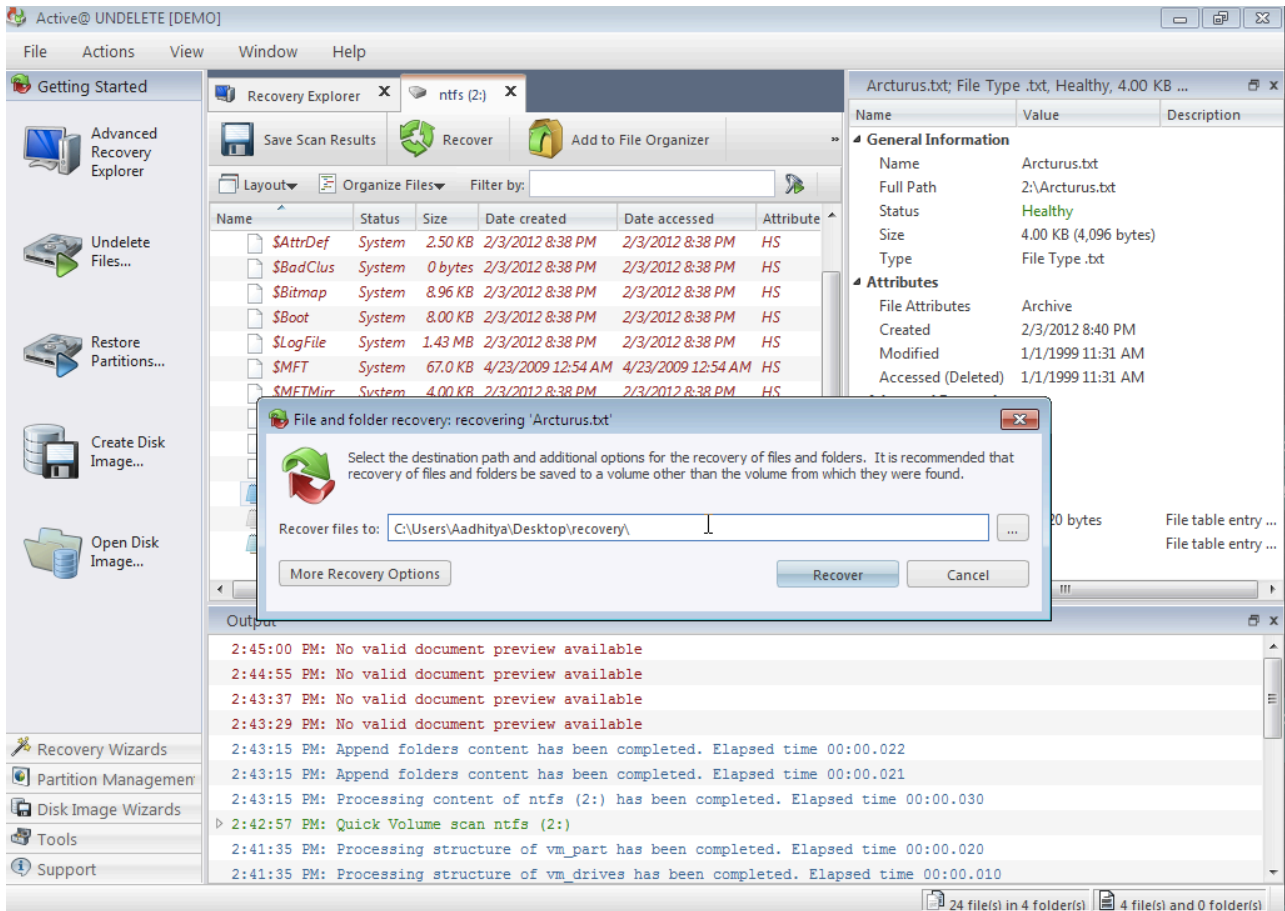 Active@ UNDELETE [DEMO]
File Actions View Window Help
Getting Started
Advanced
Recovery
Explorer
Undelete
Files...
Restore
Partitions...
Create Disk
Image...
Open Disk
Image...
Recovery Wizards
Partition Management
Disk Image Wizards
Tools
Support
Recovery Explorer X ntfs (2:) X
Save Scan Results Recover Add to File Organizer »
Layout Organize Files Filter by:
Name Status Size Date created Date accessed Attribute
$AttrDef System 2.50 KB 2/3/2012 8:38 PM 2/3/2012 8:38 PM HS
$BadClus System 0 bytes 2/3/2012 8:38 PM 2/3/2012 8:38 PM HS
$Bitmap System 8.96 KB 2/3/2012 8:38 PM 2/3/2012 8:38 PM HS
$Boot System 8.00 KB 2/3/2012 8:38 PM 2/3/2012 8:38 PM HS
$LogFile System 1.43 MB 2/3/2012 8:38 PM 2/3/2012 8:38 PM HS
$MFT System 67.0 KB 4/23/2009 12:54 AM 4/23/2009 12:54 AM HS
$MFTMirr System 4.00 KB 2/3/2012 8:38 PM 2/3/2012 8:38 PM HS
Arcturus.txt; File Type .txt, Healthy, 4.00 KB ...
Name Value Description
General Information
Name Arcturus.txt
Full Path 2:\Arcturus.txt
Status Healthy
Size 4.00 KB (4,096 bytes)
Type File Type .txt
Attributes
File Attributes Archive
Created 2/3/2012 8:40 PM
Modified 1/1/1999 11:31 AM
Accessed (Deleted) 1/1/1999 11:31 AM
20 bytes File table entry ...
File table entry ...
File and folder recovery: recovering 'Arcturus.txt'
Select the destination path and additional options for the recovery of files and folders. It is recommended that
recovery of files and folders be saved to a volume other than the volume from which they were found.
Recover files to: C:\Users\Aadhitya\Desktop\recovery\ ...
More Recovery Options Recover Cancel
Output
2:45:00 PM: No valid document preview available
2:44:55 PM: No valid document preview available
2:43:37 PM: No valid document preview available
2:43:29 PM: No valid document preview available
2:43:15 PM: Append folders content has been completed. Elapsed time 00:00.022
2:43:15 PM: Append folders content has been completed. Elapsed time 00:00.021
2:43:15 PM: Processing content of ntfs (2:) has been completed. Elapsed time 00:00.030
2:42:57 PM: Quick Volume scan ntfs (2:)
2:41:35 PM: Processing structure of vm_part has been completed. Elapsed time 00:00.020
2:41:35 PM: Processing structure of vm_drives has been completed. Elapsed time 00:00.010
24 file(s) in 4 folder(s) 4 file(s) and 0 folder(s)